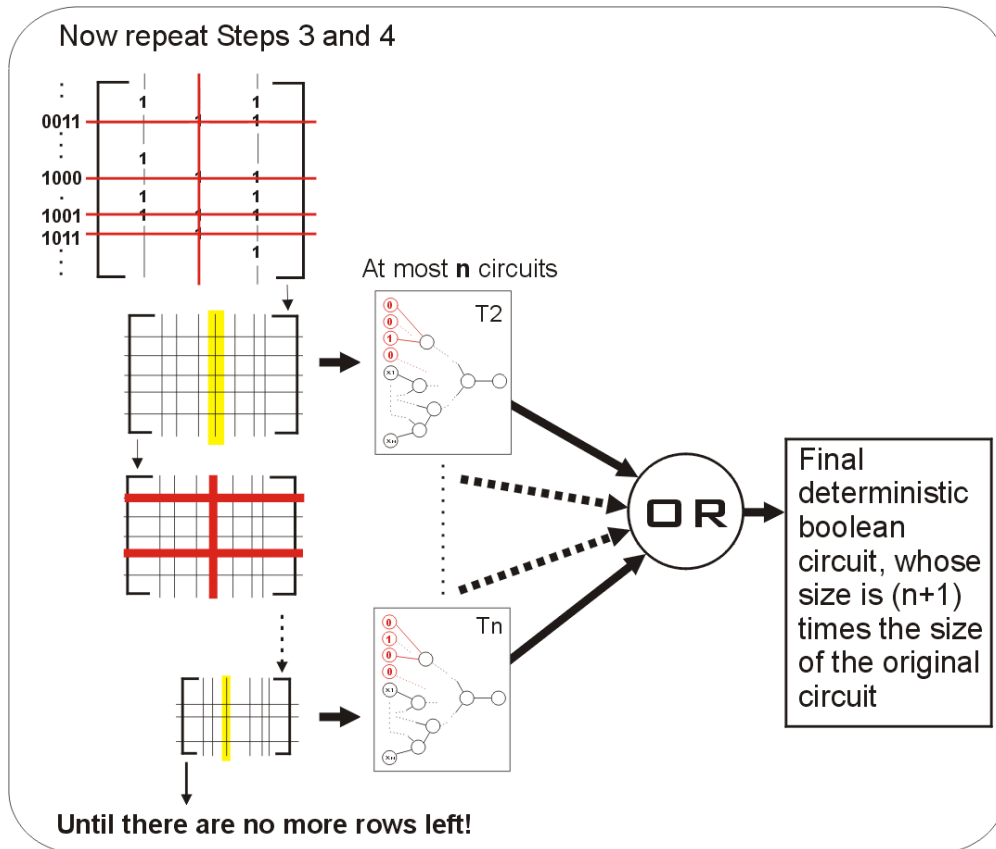 Now repeat Steps 3 and 4
1
0011 1 1 1
1
1000 1 1
1 1
1001 1 1 1
1011 1
1
At most n circuits
T2
0
0
1
0
X1
Xn
OR
Final
deterministic
boolean
circuit, whose
size is (n+1)
times the size
of the original
circuit
Tn
0
1
0
0
X1
Xn
Until there are no more rows left!